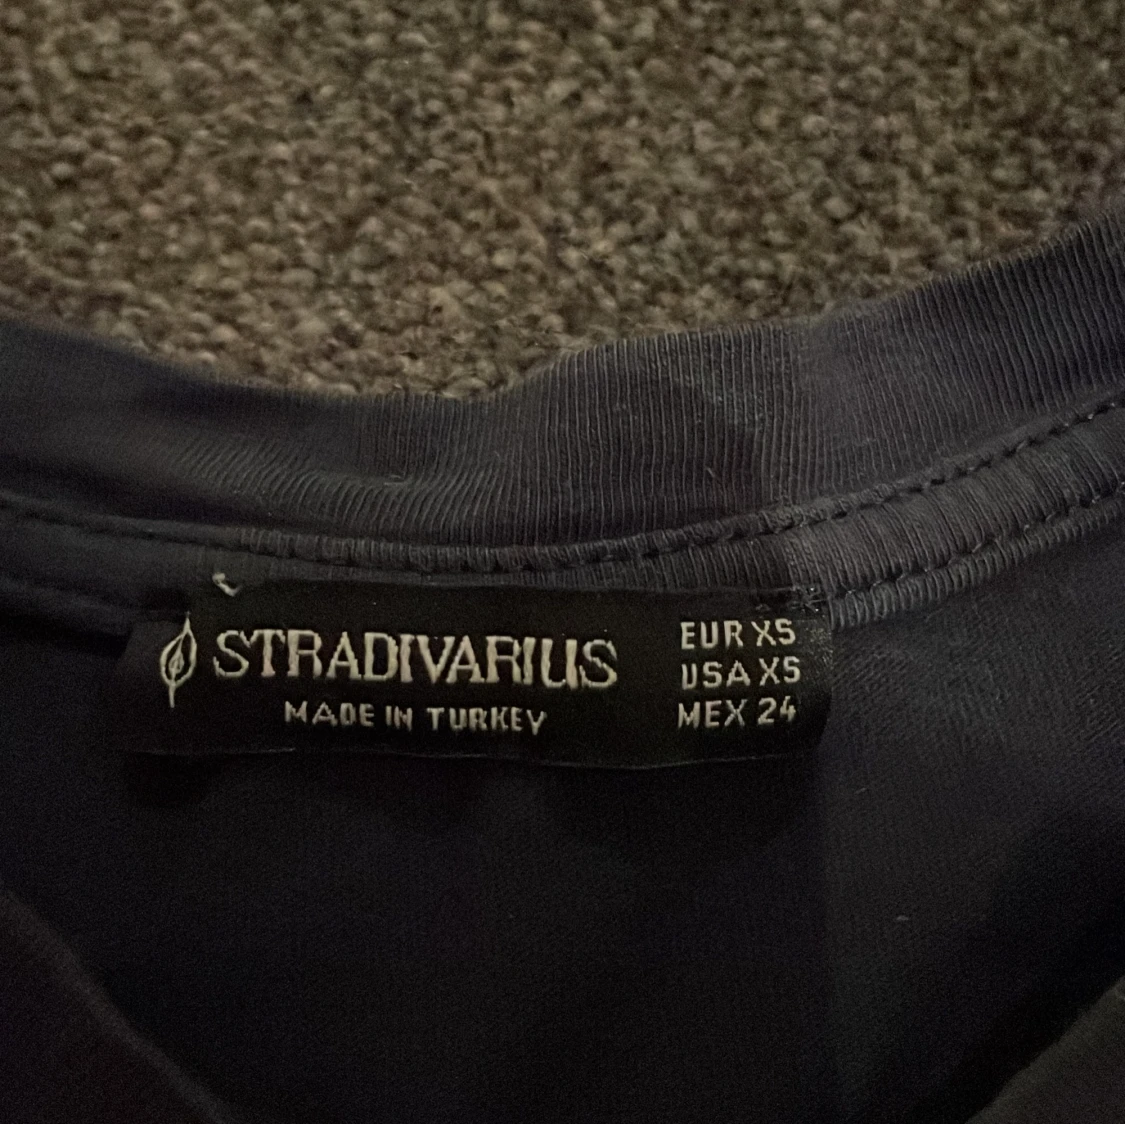 STRADIVARIUS
MADE IN TURKEY
EUR XS
USA XS
MEX 24